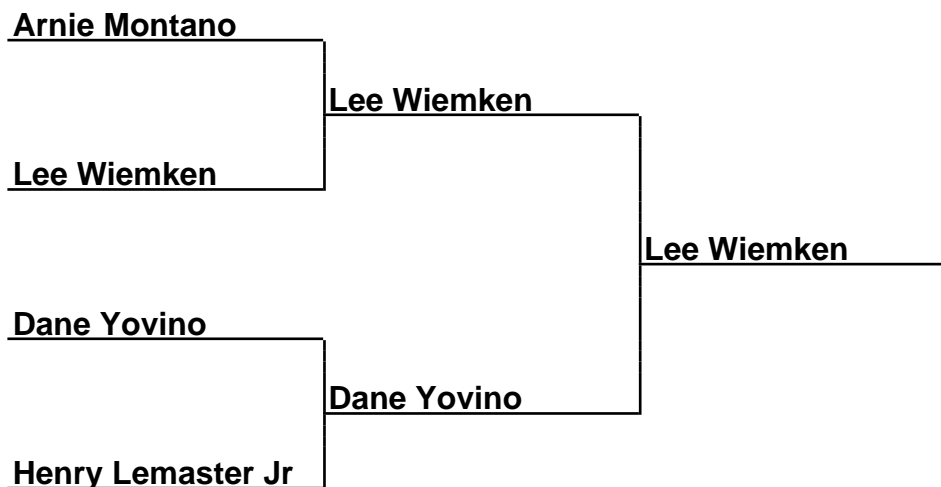 Arnie Montano
Lee Wiemken
Lee Wiemken
Lee Wiemken
Dane Yovino
Dane Yovino
Henry Lemaster Jr